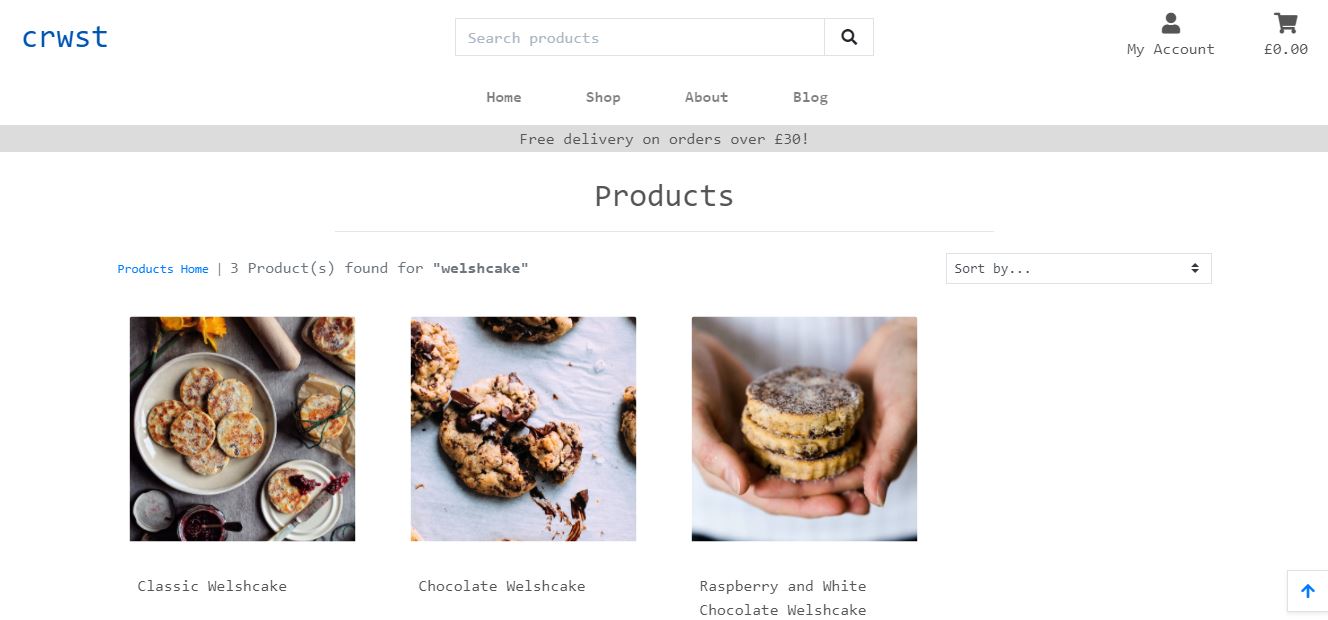 crwst
Search products
My Account
£0.00
Home Shop About Blog
Free delivery on orders over £30!
Products
Products Home | 3 Product(s) found for "welshcake"
Sort by...
Classic Welshcake
Chocolate Welshcake
Raspberry and White
Chocolate Welshcake